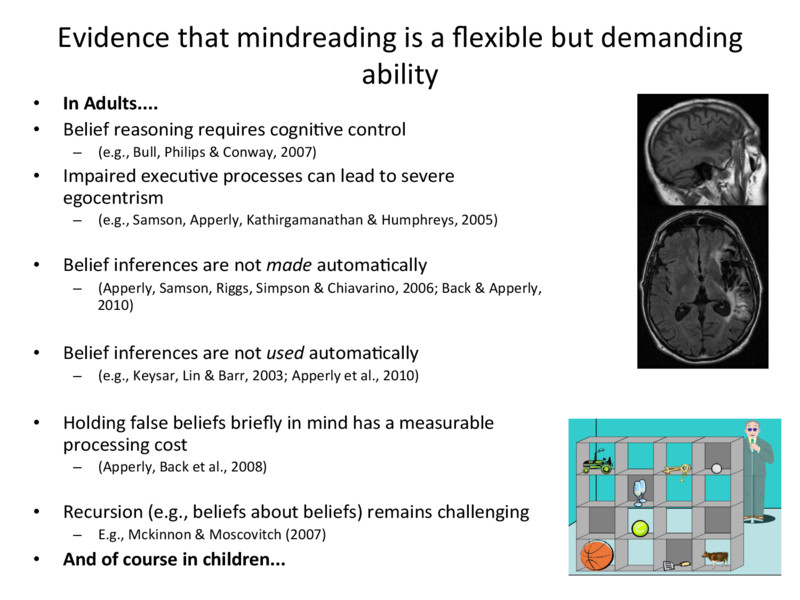 Evidence that mindreading is a flexible but demanding
ability
• In Adults....
• Belief reasoning requires cognitive control
– (e.g., Bull, Philips & Conway, 2007)
• Impaired executive processes can lead to severe
egocentrism
– (e.g., Samson, Apperly, Kathirgamanathan & Humphreys, 2005)
• Belief inferences are not made automatically
– (Apperly, Samson, Riggs, Simpson & Chiavarino, 2006; Back & Apperly,
2010)
• Belief inferences are not used automatically
– (e.g., Keysar, Lin & Barr, 2003; Apperly et al., 2010)
• Holding false beliefs briefly in mind has a measurable
processing cost
– (Apperly, Back et al., 2008)
• Recursion (e.g., beliefs about beliefs) remains challenging
– E.g., Mckinnon & Moscovitch (2007)
• And of course in children...